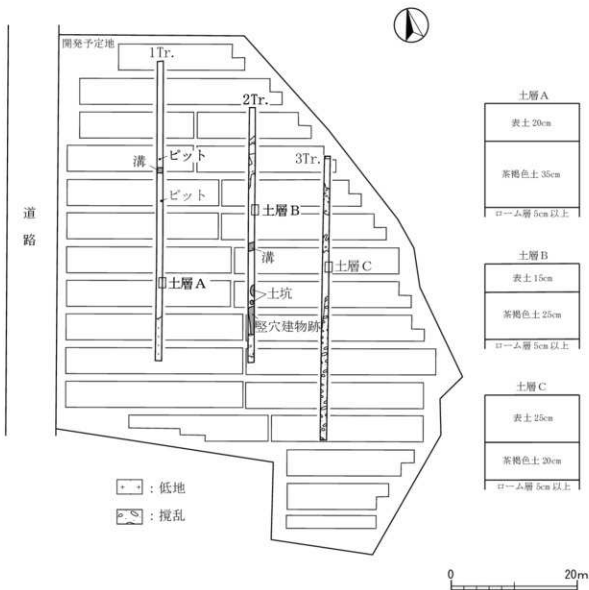 開発予定地
1Tr.
2Tr.
3Tr.
ピット
溝
ピット
土層B
溝
土層C
土層A
土坑
竪穴建物跡
道路
：低地
：撹乱
土層A
表土 20cm
茶褐色土 35cm
ローム層 5cm 以上
土層B
表土 15cm
茶褐色土 25cm
ローム層 5cm 以上
土層C
表土 25cm
茶褐色土 20cm
ローム層 5cm 以上
0 20m